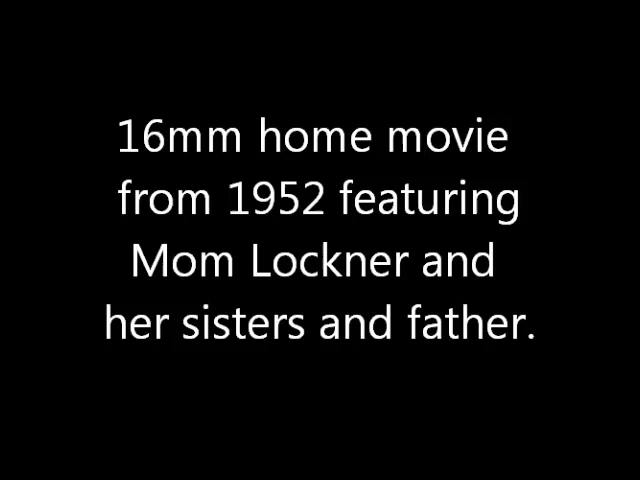 16mm home movie
from 1952 featuring
Mom Lockner and
her sisters and father.